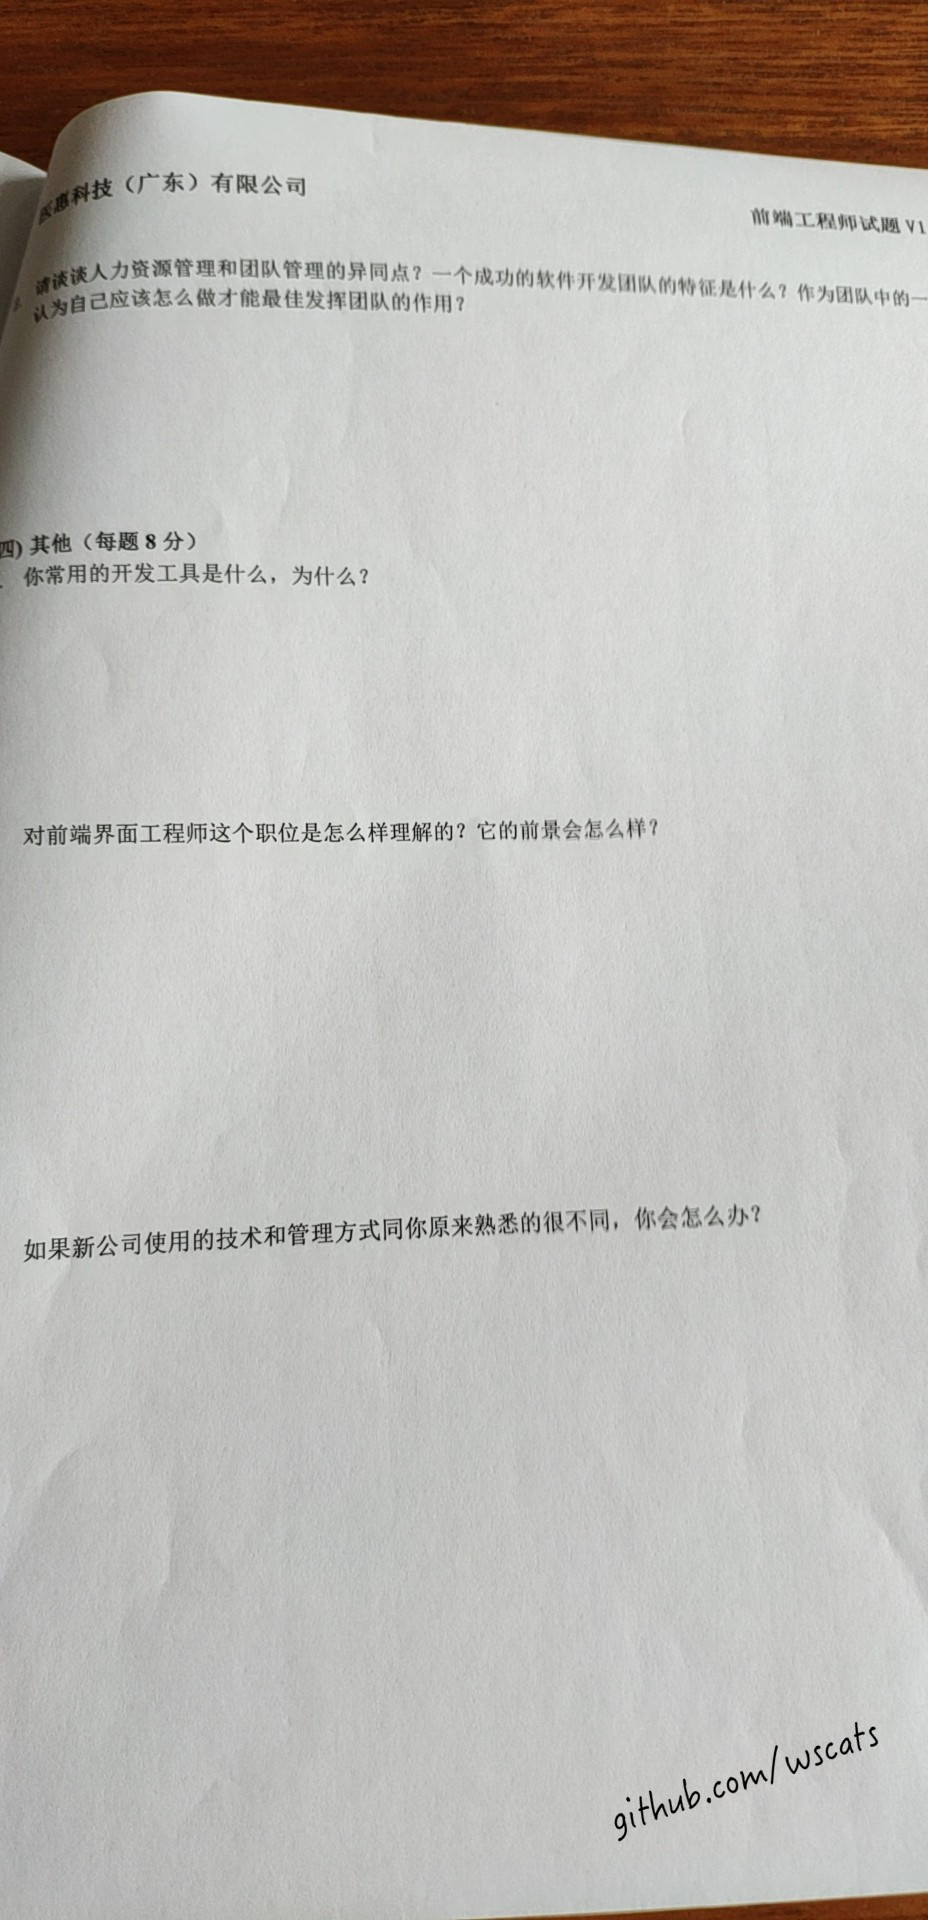 惠科技（广东）有限公司
前端工程师试题 V1
请谈谈人力资源管理和团队管理的异同点？一个成功的软件开发团队的特征是什么？作为团队中的一
认为自己应该怎么做才能最佳发挥团队的作用？
四) 其他（每题 8 分）
你常用的开发工具是什么，为什么？
对前端界面工程师这个职位是怎么样理解的？它的前景会怎么样？
如果新公司使用的技术和管理方式同你原来熟悉的很不同，你会怎么办？
github.com/wscats